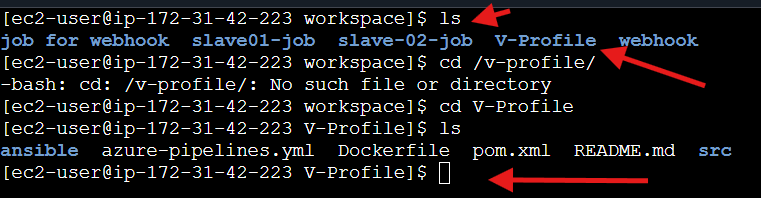 [ec2-user@ip-172-31-42-223 workspace]$ ls
job for webhook  slave01-job  slave-02-job  V-Profile  webhook
[ec2-user@ip-172-31-42-223 workspace]$ cd /v-profile/
-bash: cd: /v-profile/: No such file or directory
[ec2-user@ip-172-31-42-223 workspace]$ cd V-Profile
[ec2-user@ip-172-31-42-223 V-Profile]$ ls
ansible  azure-pipelines.yml  Dockerfile  pom.xml  README.md  src
[ec2-user@ip-172-31-42-223 V-Profile]$